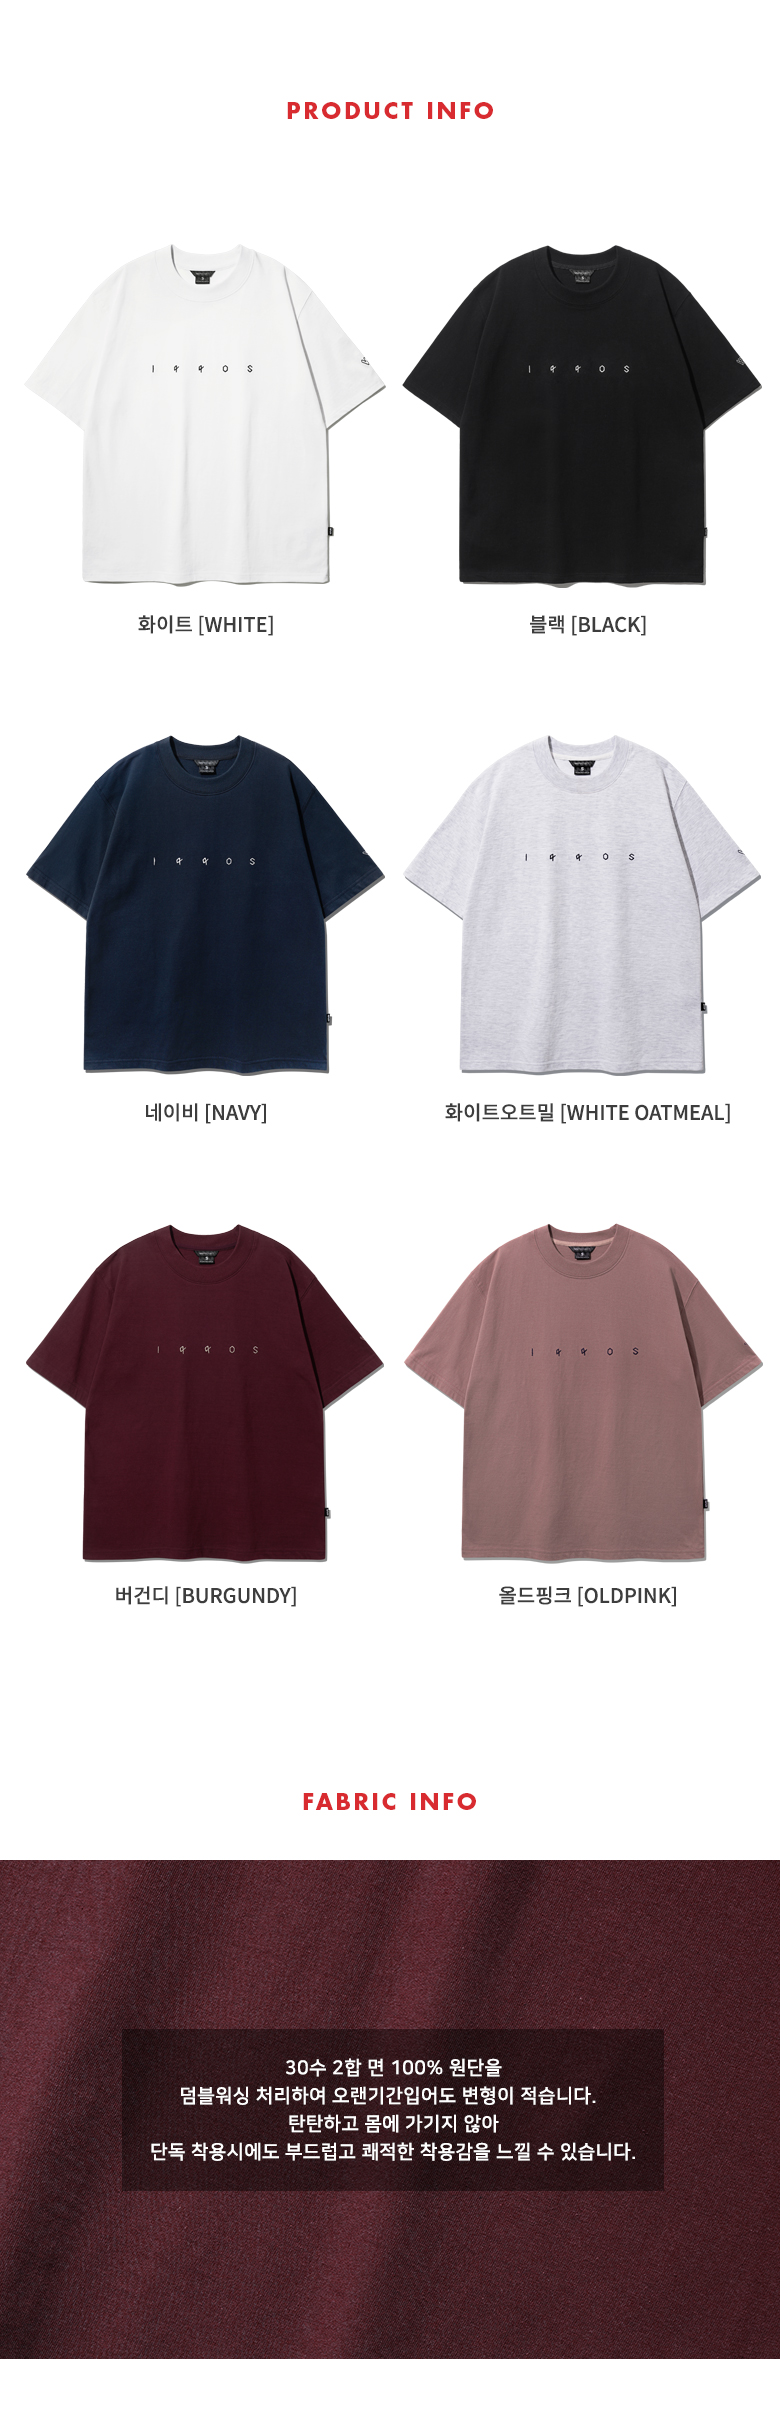 PRODUCT INFO
화이트 [WHITE]
블랙 [BLACK]
네이비 [NAVY]
화이트오트밀 [WHITE OATMEAL]
버건디 [BURGUNDY]
올드핑크 [OLDPINK]
FABRIC INFO
30수 2합 면 100% 원단을
덤블워싱 처리하여 오랜기간입어도 변형이 적습니다.
탄탄하고 몸에 가기지 않아
단독 착용시에도 부드럽고 쾌적한 착용감을 느낄 수 있습니다.